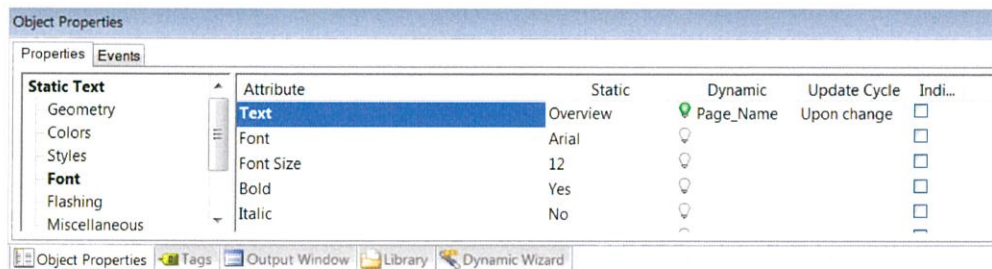 Object Properties
Properties Events
Static Text
Geometry
Colors
Styles
Font
Flashing
Miscellaneous
Attribute Static Dynamic Update Cycle Indi...
Text Overview Page_Name Upon change
Font Arial
Font Size 12
Bold Yes
Italic No
Object Properties Tags Output Window Library Dynamic Wizard